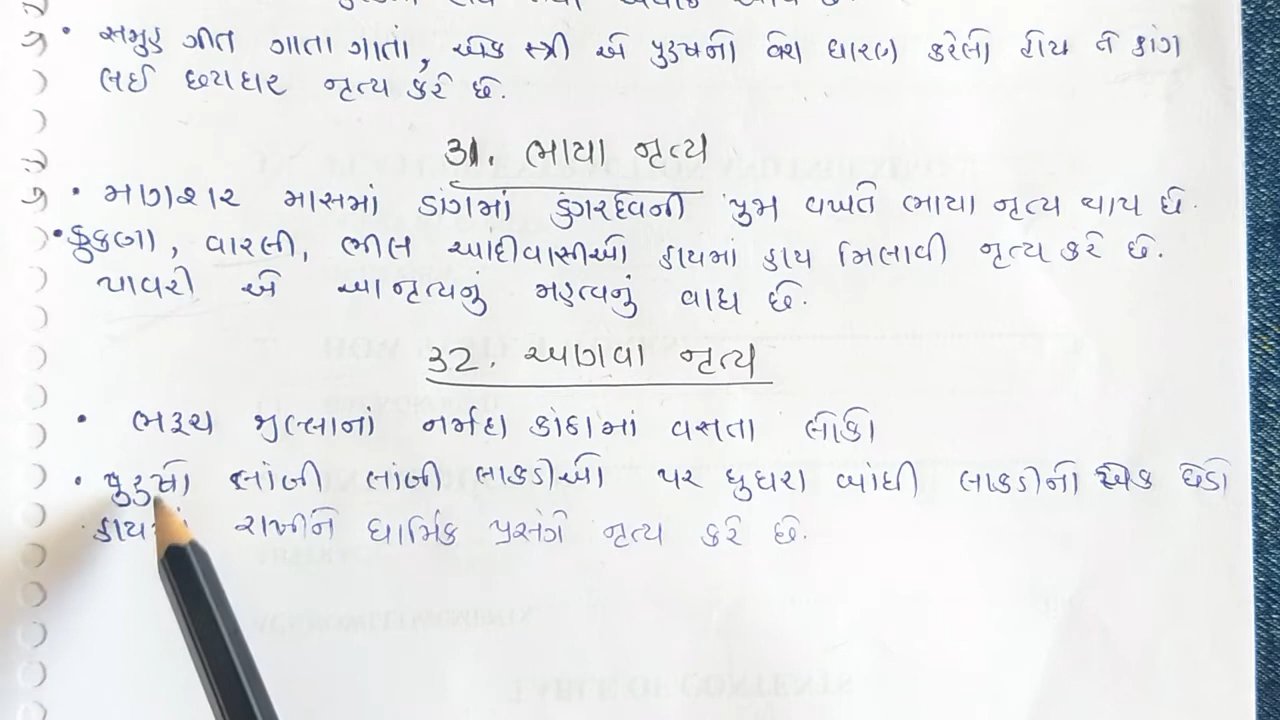 સમુહ ગીત ગાતા ગાતા, એક સ્ત્રી એ પુરુષની વેશ ધારણ કરેલી હોય તે કાંગ
લઈ છટાદાર નૃત્ય કરે છે.
31. ભાયા નૃત્ય
• માગશર માસમાં ડાંગમાં ડુંગરદેવની પુજા વખતે ભાયા નૃત્ય થાય છે.
• કુકણા, વારલી, ભીલ આદીવાસીઓ હાથમાં હાથ મિલાવી નૃત્ય કરે છે.
પાવરી એ આ નૃત્યનું મહત્વનું વાદ્ય છે.
32. આગવા નૃત્ય
• ભરૂચ જીલ્લાનાં નર્મદા કાંઠામાં વસતા લોકો
• પુરુષો લાંબી લાંબી લાકડીઓ પર ઘુઘરા બાંધી લાકડીનો એક છેડો
હાથમાં રાખીને ધાર્મિક પ્રસંગે નૃત્ય કરે છે.